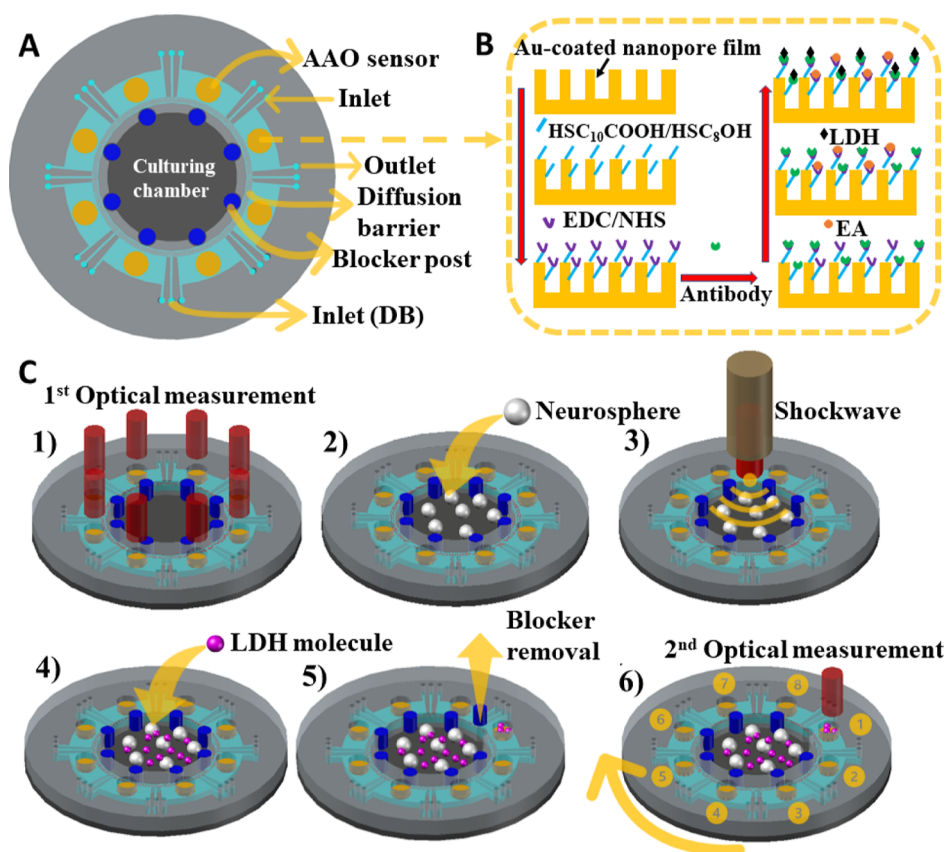 A
AAO sensor
Inlet
Culturing
chamber
Outlet
Diffusion
barrier
Blocker post
Inlet (DB)
B
Au-coated nanopore film
HSC₁₀COOH/HSC₈OH
EDC/NHS
Antibody
LDH
EA
C
1st Optical measurement
1)
2)
Neurosphere
3)
Shockwave
4)
LDH molecule
5)
Blocker
removal
2nd Optical measurement
6)
7
8
6
1
5
2
4
3